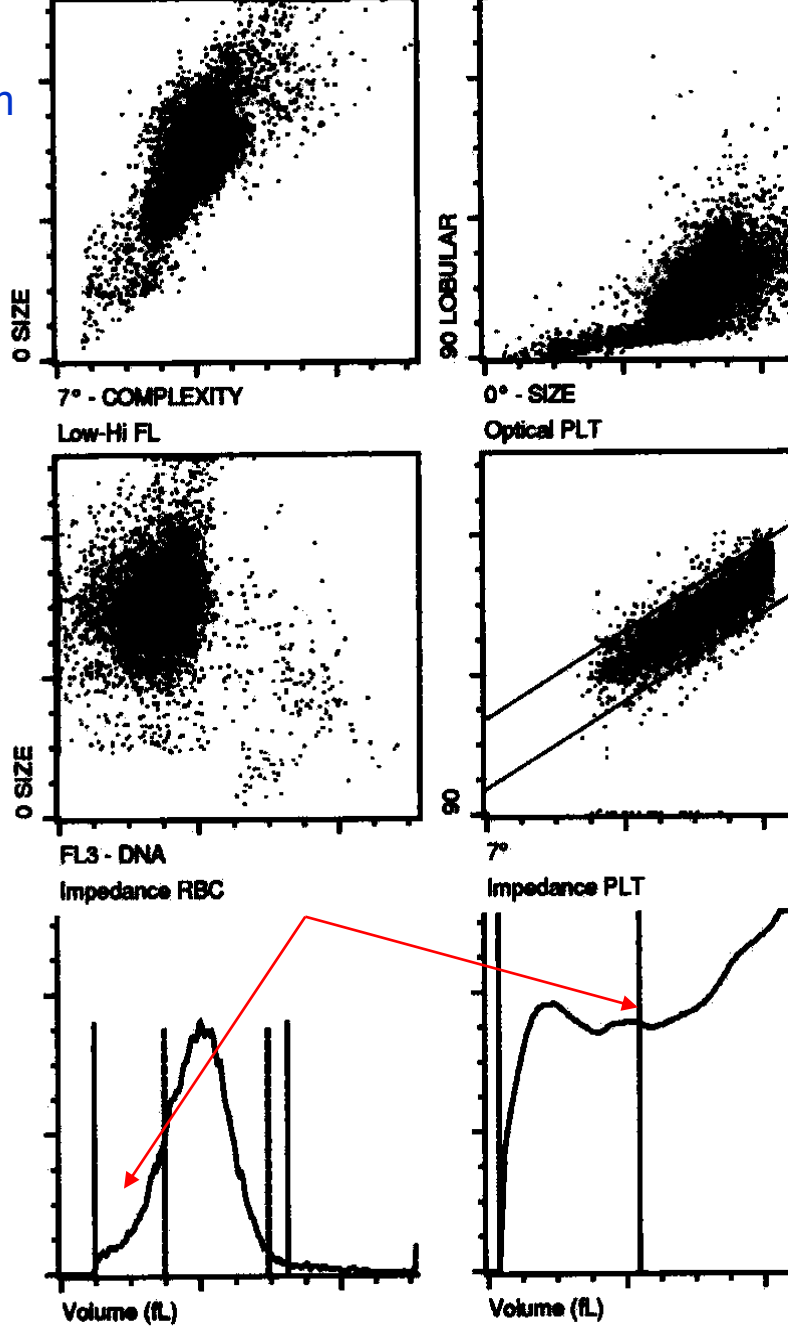 n
0 SIZE
7° - COMPLEXITY
90 LOBULAR
0° - SIZE
Low-Hi FL
0 SIZE
FL3 - DNA
Optical PLT
90
7°
Impedance RBC
Volume (fL)
Impedance PLT
Volume (fL)